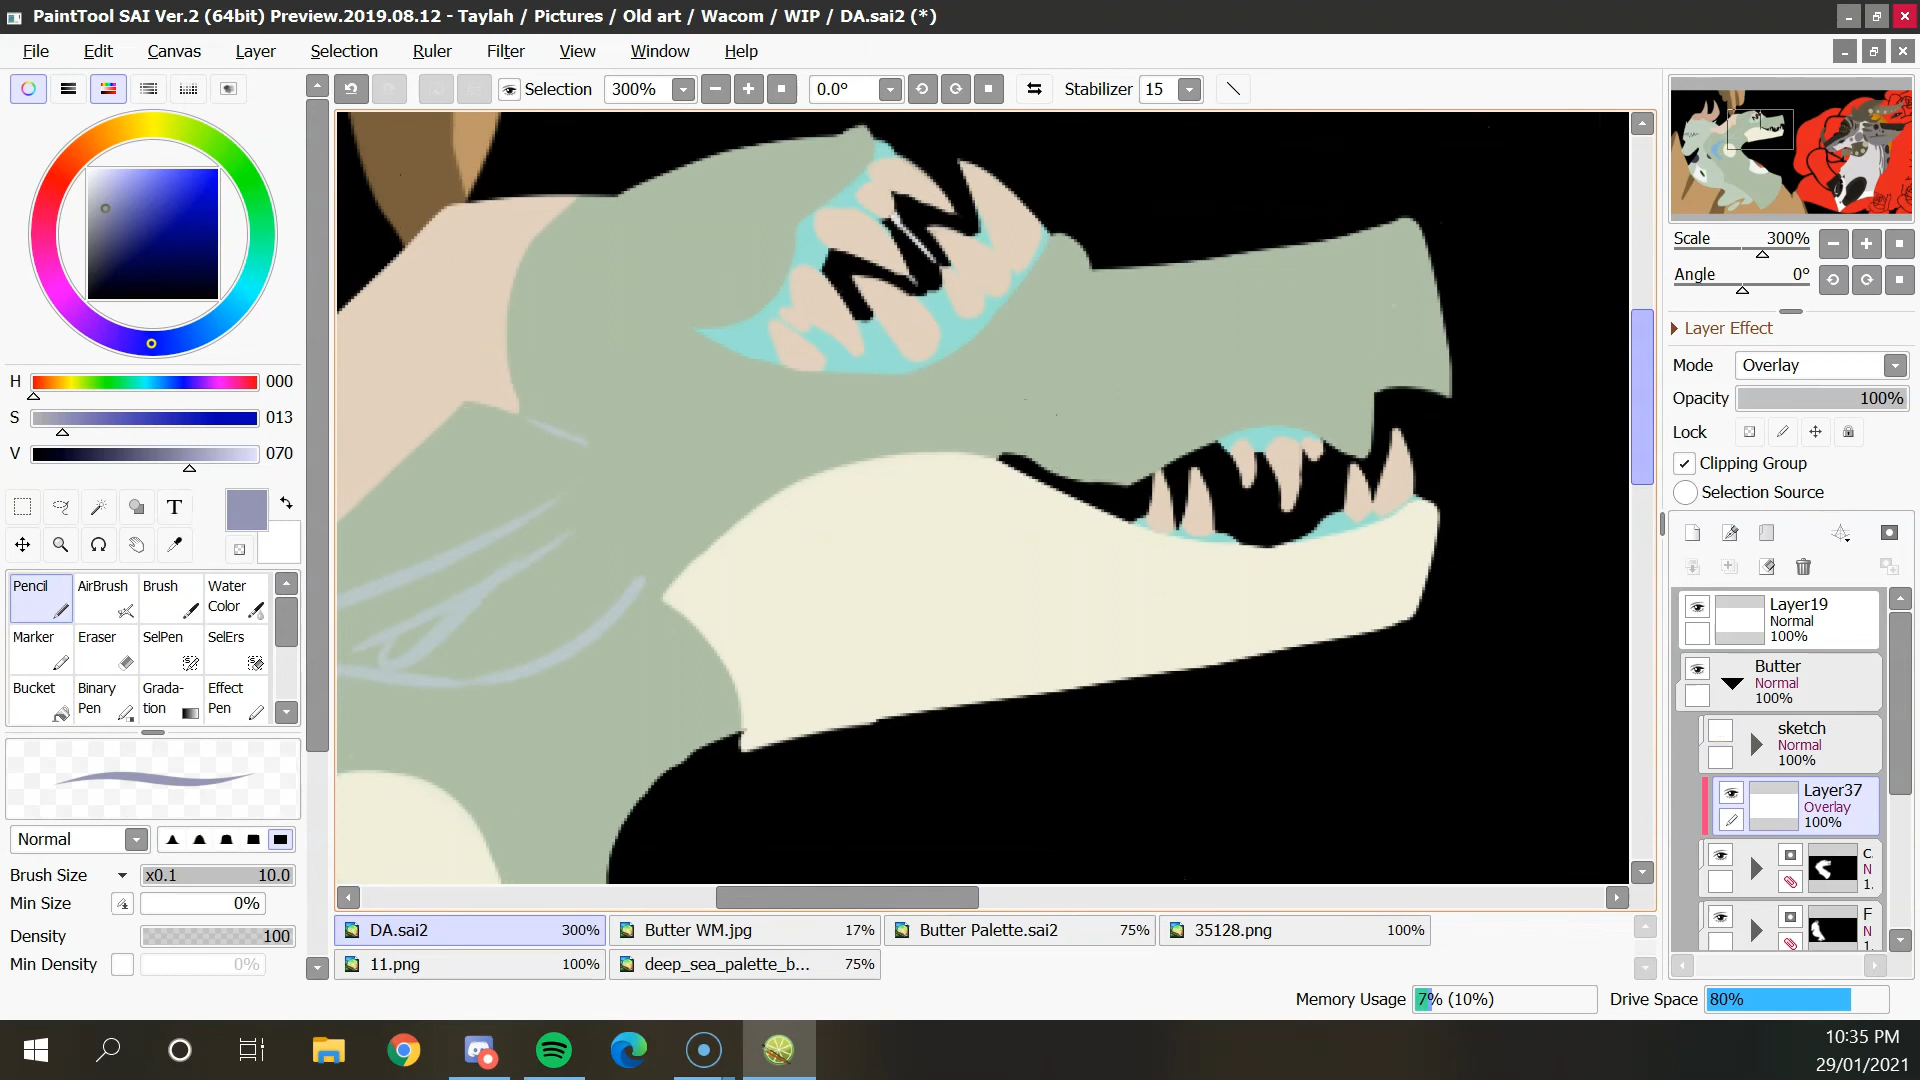 PaintTool SAI Ver.2 (64bit) Preview.2019.08.12 - Taylah / Pictures / Old art / Wacom / WIP / DA.sai2 (*)
File Edit Canvas Layer Selection Ruler Filter View Window Help
Selection 300% 0.0° Stabilizer 15
Scale 300%
Angle 0°
Layer Effect
Mode Overlay
Opacity 100%
Lock
Clipping Group
Selection Source
H 000
S 013
V 070
T
Pencil AirBrush Brush Water Color
Marker Eraser SelPen SelErs
Bucket Binary Pen Grada-tion Effect Pen
Normal
Brush Size x0.1 10.0
Min Size 0%
Density 100
Min Density 0%
Layer19
Normal
100%
Butter
Normal
100%
sketch
Normal
100%
Layer37
Overlay
100%
C.
N
1.
F
N
DA.sai2 300% Butter WM.jpg 17% Butter Palette.sai2 75% 35128.png 100%
11.png 100% deep_sea_palette_b... 75%
Memory Usage 7% (10%) Drive Space 80%
10:35 PM
29/01/2021